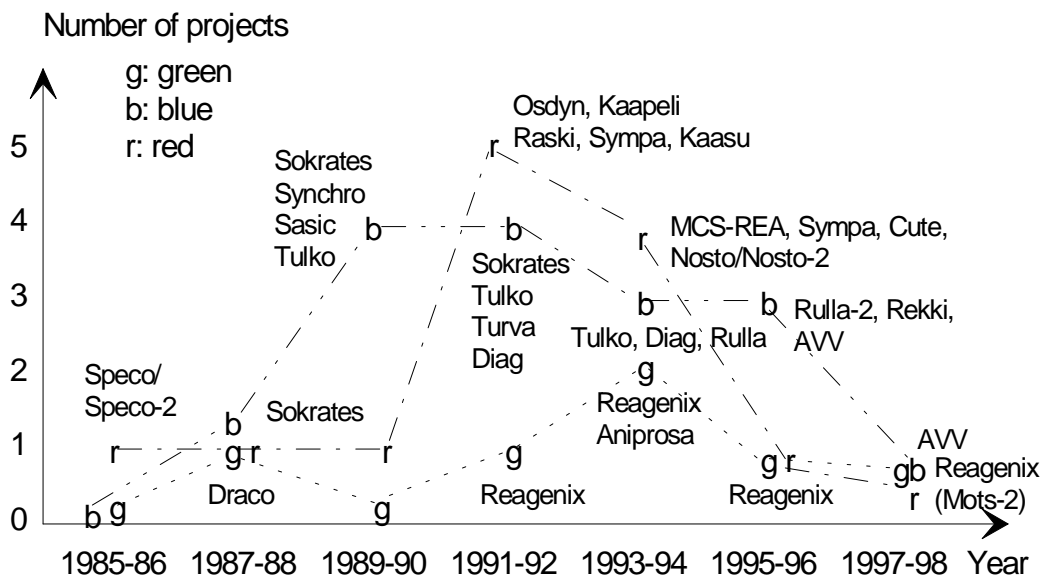 Number of projects
g: green
b: blue
r: red
5
4
3
2
1
0
Osdyn, Kaapeli
Raski, Sympa, Kaasu
r
Sokrates
Synchro
Sasic
Tulko
b
b
Sokrates
Tulko
Turva
Diag
r
MCS-REA, Sympa, Cute,
Nosto/Nosto-2
b
Tulko, Diag, Rulla
b
Rulla-2, Rekki,
AVV
g
Reagenix
Aniprosa
Speco/
Speco-2
r
b
Sokrates
g
r
Draco
r
g
Reagenix
g
r
Reagenix
AVV
g
b
Reagenix
r
(Mots-2)
b
g
g
1985-86
1987-88
1989-90
1991-92
1993-94
1995-96
1997-98
Year